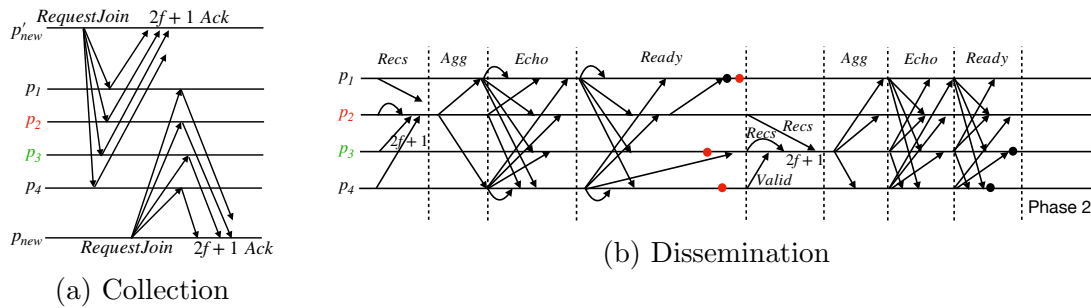 RequestJoin 2f + 1 Ack
p'new
p1
p2
p3
p4
pnew
RequestJoin 2f + 1 Ack
(a) Collection
Recs Agg Echo Ready Agg Echo Ready
p1
p2
p3
p4
2f + 1
Recs
Recs
2f + 1
Valid
Phase 2
(b) Dissemination